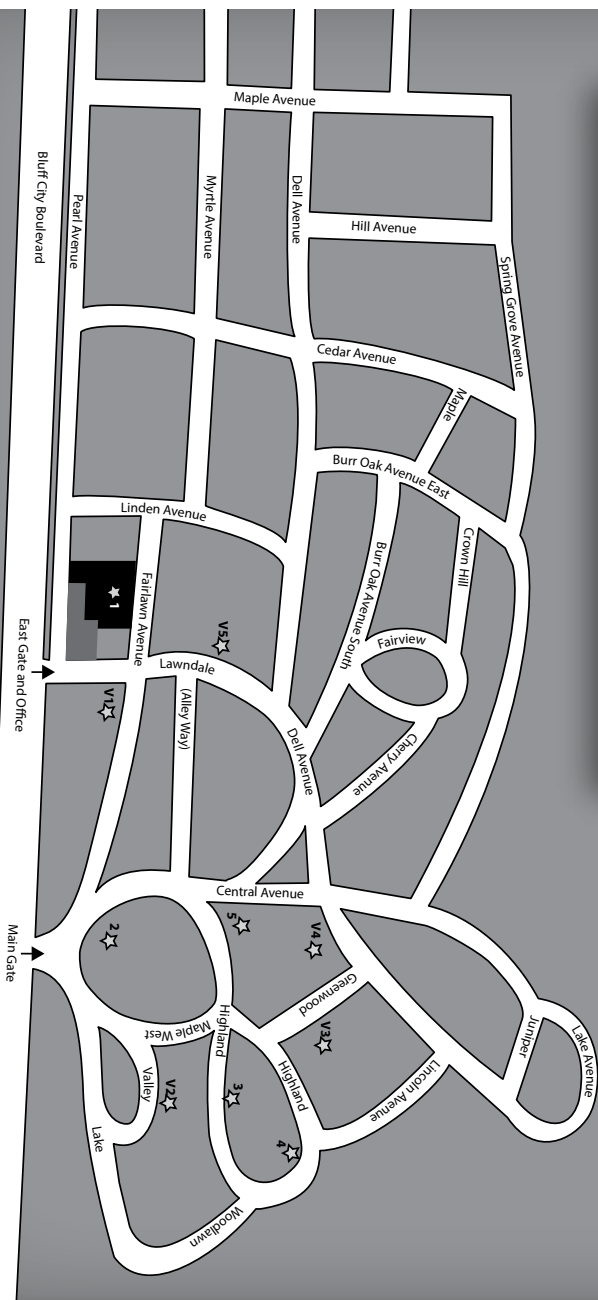 Maple Avenue
Bluff City Boulevard
Pearl Avenue
Myrtle Avenue
Dell Avenue
Hill Avenue
Spring Grove Avenue
Cedar Avenue
Maple
Burr Oak Avenue East
Linden Avenue
Crown Hill
Burr Oak Avenue South
Fairlawn Avenue
1
V5
Fairview
East Gate and Office
Lawndale
V1
(Alley Way)
Dell Avenue
Cherry Avenue
Central Avenue
5
2
V4
Main Gate
Greenwood
Highland
Maple West
V3
Juniper
Lake Avenue
Valley
V2
3
Highland
Lincoln Avenue
4
Lake
Woodlawn